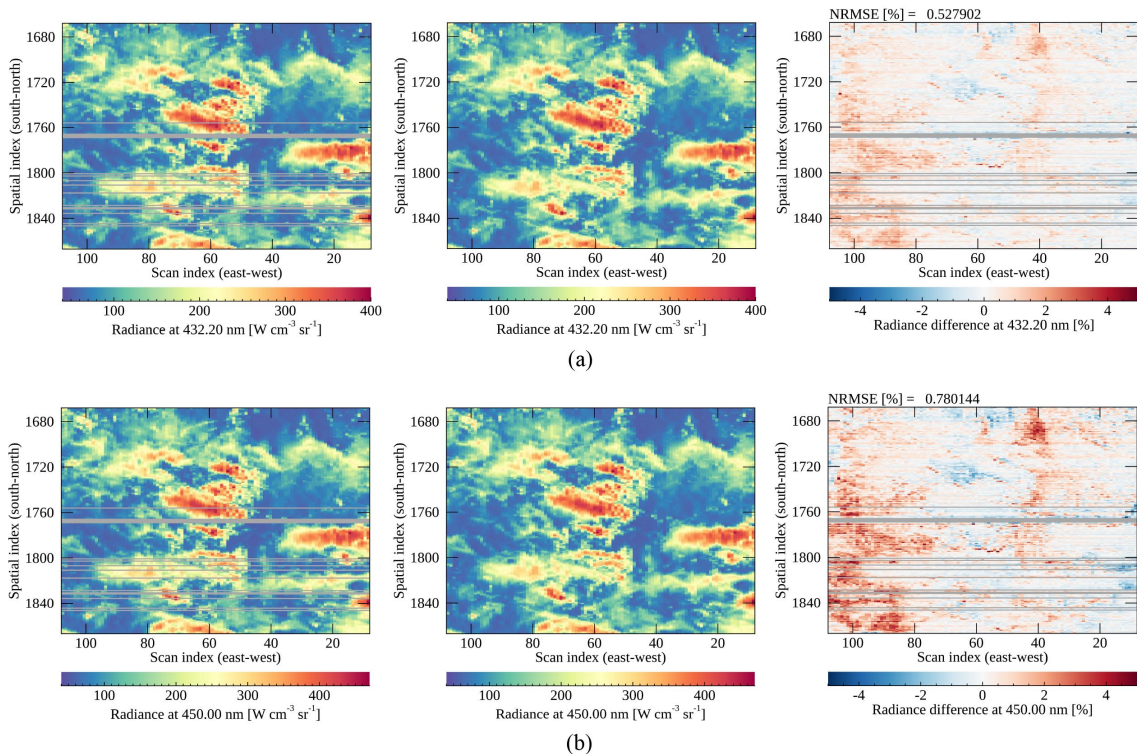 NRMSE [%] = 0.527902
1680
1720
1760
1800
1840
Spatial index (south-north)
100 80 60 40 20
Scan index (east-west)
100 200 300 400
Radiance at 432.20 nm [W cm⁻³ sr⁻¹]
1680
1720
1760
1800
1840
Spatial index (south-north)
100 80 60 40 20
Scan index (east-west)
100 200 300 400
Radiance at 432.20 nm [W cm⁻³ sr⁻¹]
1680
1720
1760
1800
1840
Spatial index (south-north)
100 80 60 40 20
Scan index (east-west)
-4 -2 0 2 4
Radiance difference at 432.20 nm [%]
(a)
NRMSE [%] = 0.780144
1680
1720
1760
1800
1840
Spatial index (south-north)
100 80 60 40 20
Scan index (east-west)
100 200 300 400
Radiance at 450.00 nm [W cm⁻³ sr⁻¹]
1680
1720
1760
1800
1840
Spatial index (south-north)
100 80 60 40 20
Scan index (east-west)
100 200 300 400
Radiance at 450.00 nm [W cm⁻³ sr⁻¹]
1680
1720
1760
1800
1840
Spatial index (south-north)
100 80 60 40 20
Scan index (east-west)
-4 -2 0 2 4
Radiance difference at 450.00 nm [%]
(b)